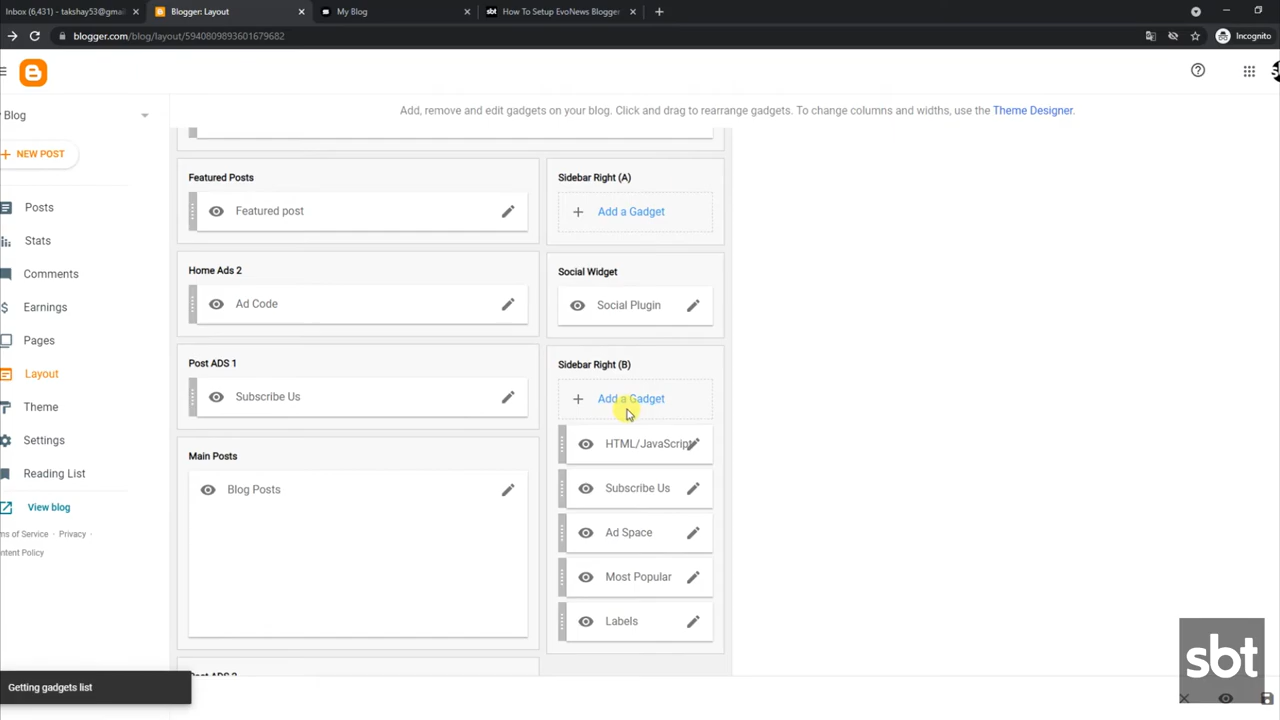 Inbox (6,431) - takshay53@gmai
Blogger: Layout
My Blog
How To Setup EvoNews Blogger
blogger.com/blog/layout/5940809893601679682
Incognito
Add, remove and edit gadgets on your blog. Click and drag to rearrange gadgets. To change columns and widths, use the Theme Designer.
Blog
NEW POST
Posts
Stats
Comments
Earnings
Pages
Layout
Theme
Settings
Reading List
View blog
ms of Service · Privacy ·
ntent Policy
Featured Posts
Featured post
Home Ads 2
Ad Code
Post ADS 1
Subscribe Us
Main Posts
Blog Posts
Post ADS 2
Sidebar Right (A)
Add a Gadget
Social Widget
Social Plugin
Sidebar Right (B)
Add a Gadget
HTML/JavaScript
Subscribe Us
Ad Space
Most Popular
Labels
Getting gadgets list
sbt